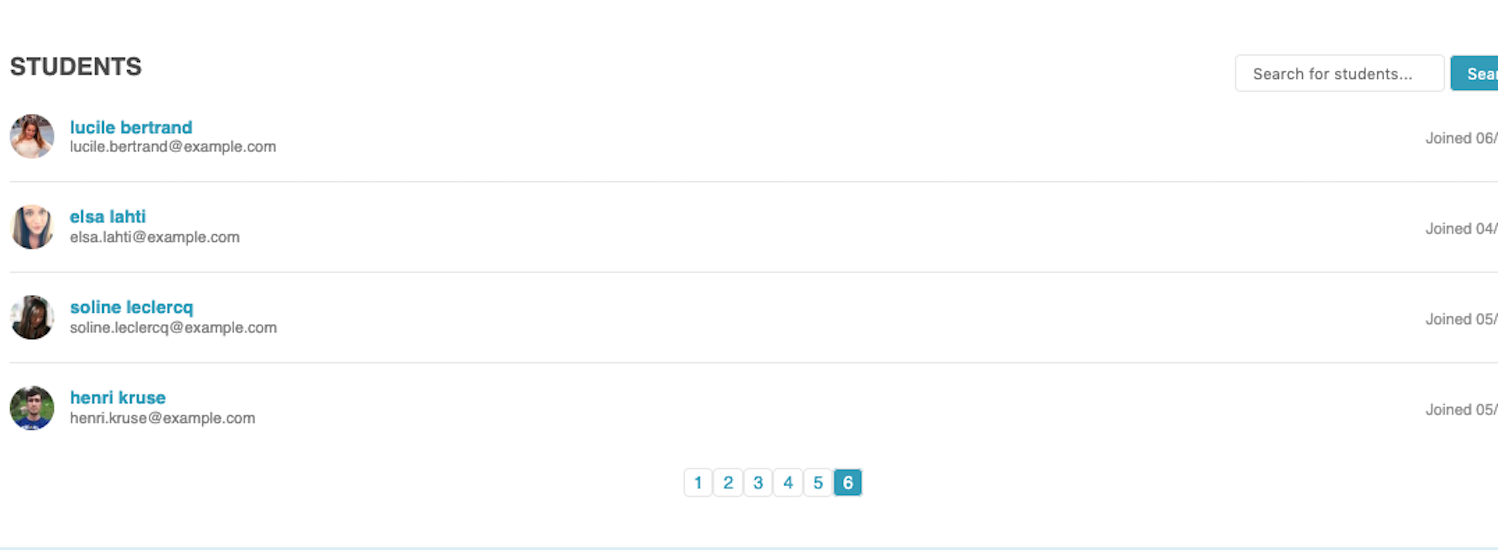 STUDENTS
Search for students...
lucile bertrand
lucile.bertrand@example.com
Joined 06/
elsa lahti
elsa.lahti@example.com
Joined 04/
soline leclercq
soline.leclercq@example.com
Joined 05/
henri kruse
henri.kruse@example.com
Joined 05/
1 2 3 4 5 6